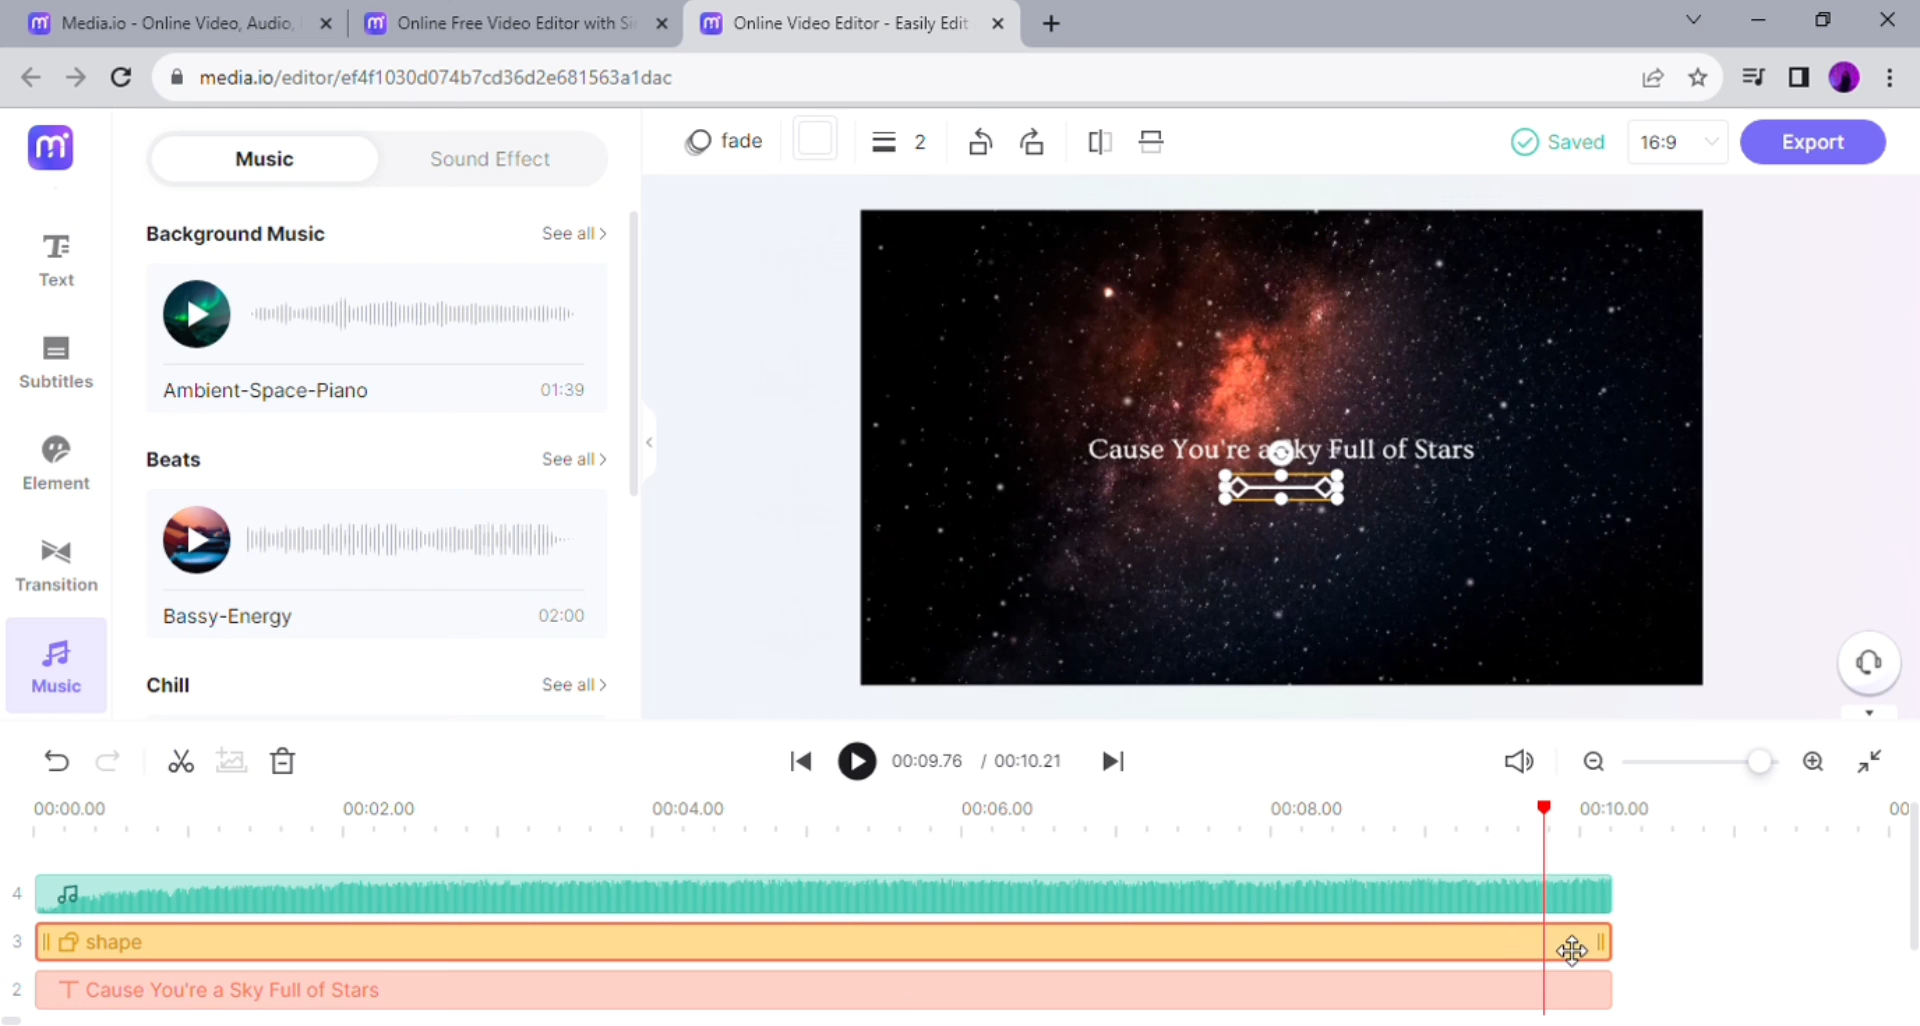 Media.io - Online Video, Audio,
Online Free Video Editor with Si
Online Video Editor - Easily Edit
media.io/editor/ef4f1030d074b7cd36d2e681563a1dac
Music
Sound Effect
fade
2
Saved
16:9
Export
Text
Subtitles
Element
Transition
Music
Background Music
See all >
Ambient-Space-Piano
01:39
Beats
See all >
Bassy-Energy
02:00
Chill
See all >
Cause You're a Sky Full of Stars
00:09.76 / 00:10.21
00:00.00
00:02.00
00:04.00
00:06.00
00:08.00
00:10.00
00
4
3
shape
2
Cause You're a Sky Full of Stars